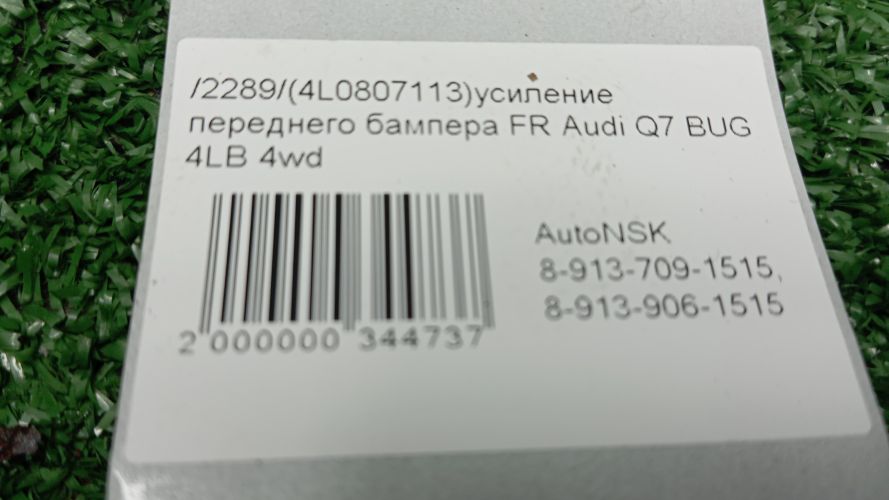 /2289/(4L0807113)усиление
переднего бампера FR Audi Q7 BUG
4LB 4wd
AutoNSK
8-913-709-1515,
8-913-906-1515
2 000000 344737